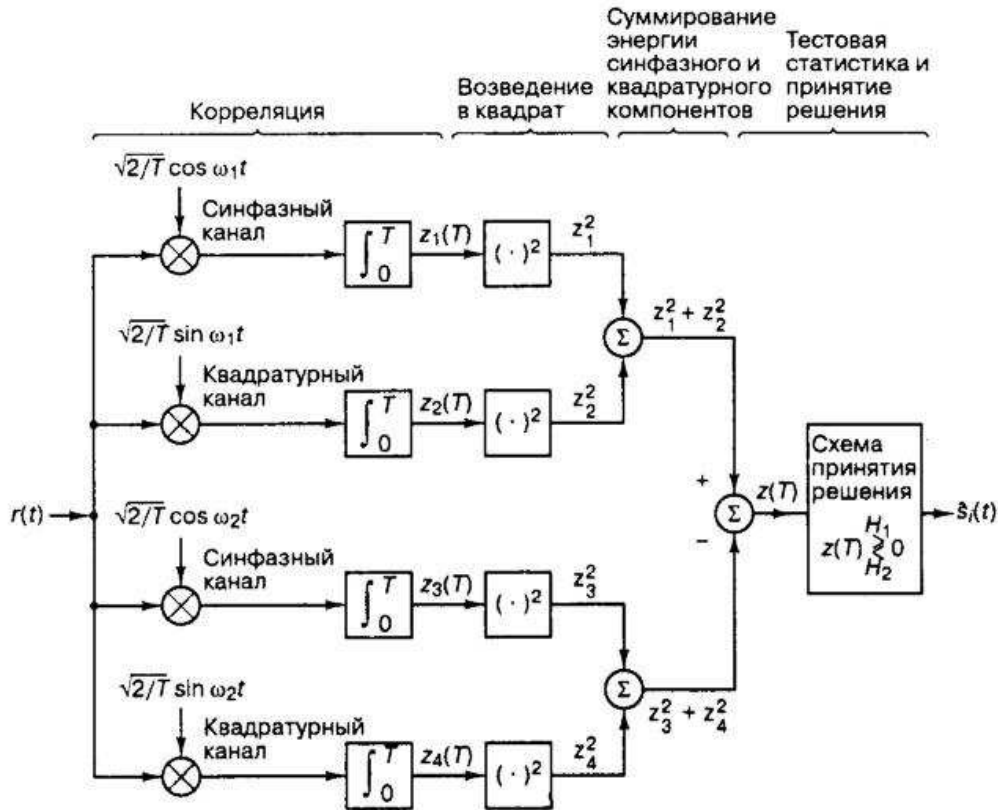 Суммирование
энергии
синфазного и
квадратурного
компонентов
Тестовая
статистика и
принятие
решения
Возведение
в квадрат
Корреляция
√2/T cos ω₁t
Синфазный
канал
∫₀ᵀ
z₁(T)
(·)²
z₁²
Σ
z₁² + z₂²
√2/T sin ω₁t
Квадратурный
канал
∫₀ᵀ
z₂(T)
(·)²
z₂²
r(t)
+
−
Σ
z(T)
Схема
принятия
решения
H₁
z(T) ≷ 0
H₂
ŝᵢ(t)
√2/T cos ω₂t
Синфазный
канал
∫₀ᵀ
z₃(T)
(·)²
z₃²
Σ
z₃² + z₄²
√2/T sin ω₂t
Квадратурный
канал
∫₀ᵀ
z₄(T)
(·)²
z₄²